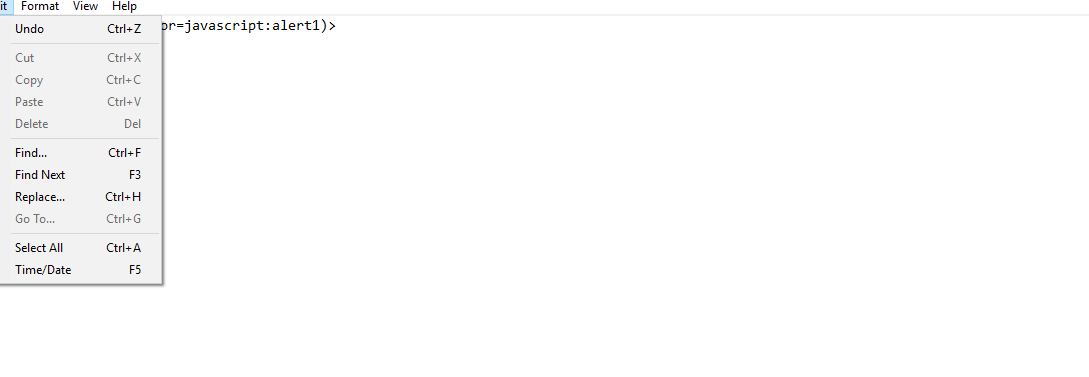 it Format View Help
or=javascript:alert1)>
Undo Ctrl+Z
Cut Ctrl+X
Copy Ctrl+C
Paste Ctrl+V
Delete Del
Find... Ctrl+F
Find Next F3
Replace... Ctrl+H
Go To... Ctrl+G
Select All Ctrl+A
Time/Date F5